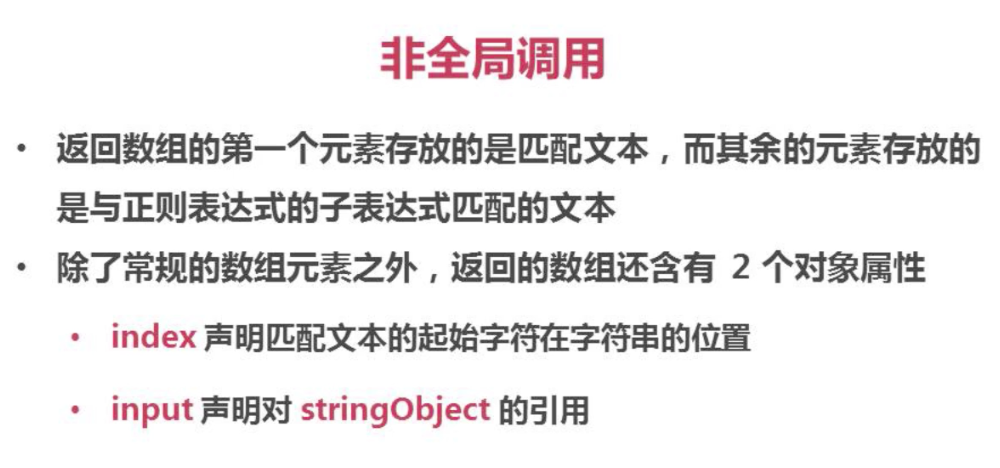 非全局调用
• 返回数组的第一个元素存放的是匹配文本，而其余的元素存放的
是与正则表达式的子表达式匹配的文本
• 除了常规的数组元素之外，返回的数组还含有 2 个对象属性
• index 声明匹配文本的起始字符在字符串的位置
• input 声明对 stringObject 的引用